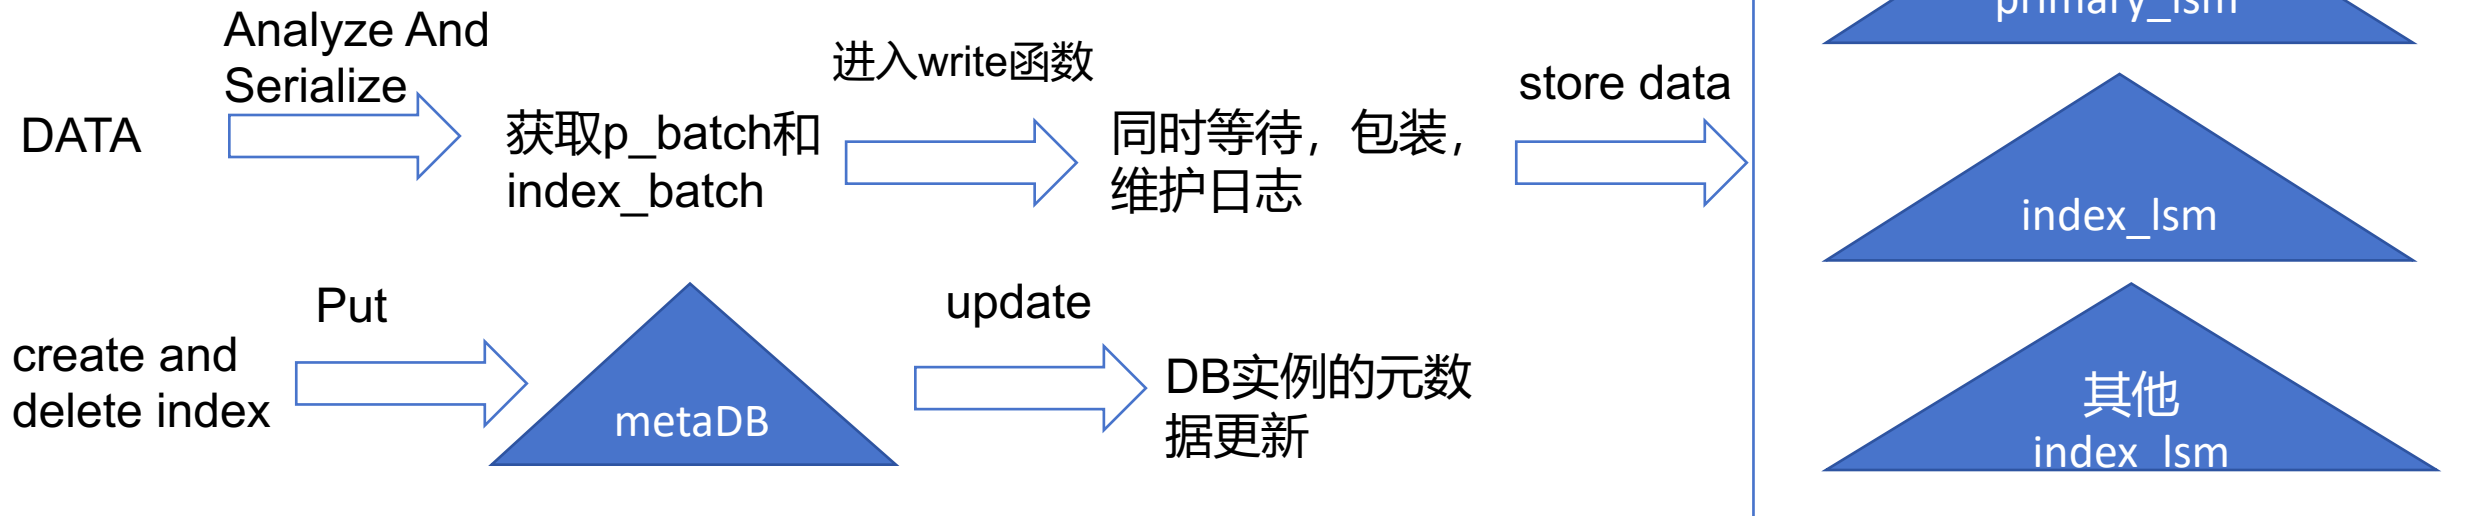 Analyze And
Serialize
DATA
获取p_batch和
index_batch
进入write函数
同时等待，包装，
维护日志
store data
primary_lsm
index_lsm
create and
delete index
Put
metaDB
update
DB实例的元数
据更新
其他
index_lsm